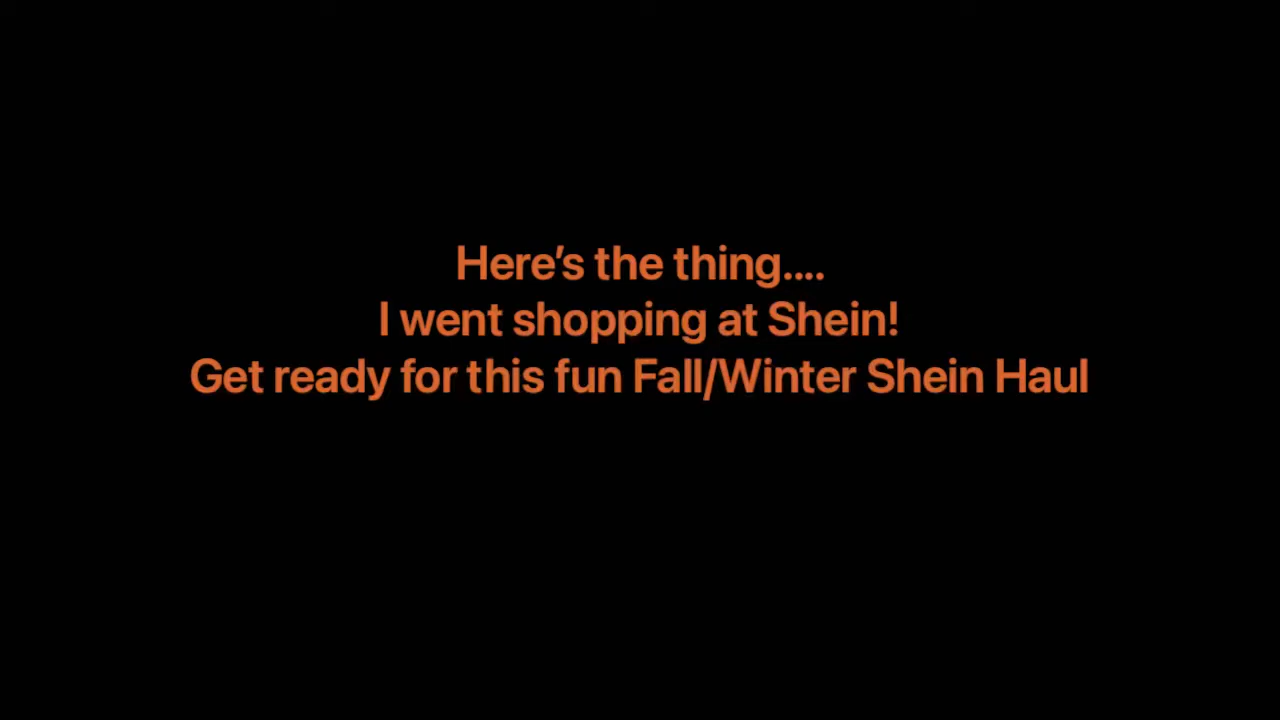 Here’s the thing....
I went shopping at Shein!
Get ready for this fun Fall/Winter Shein Haul